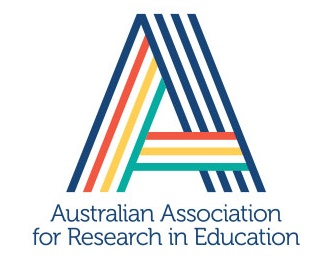 Australian Association
for Research in Education